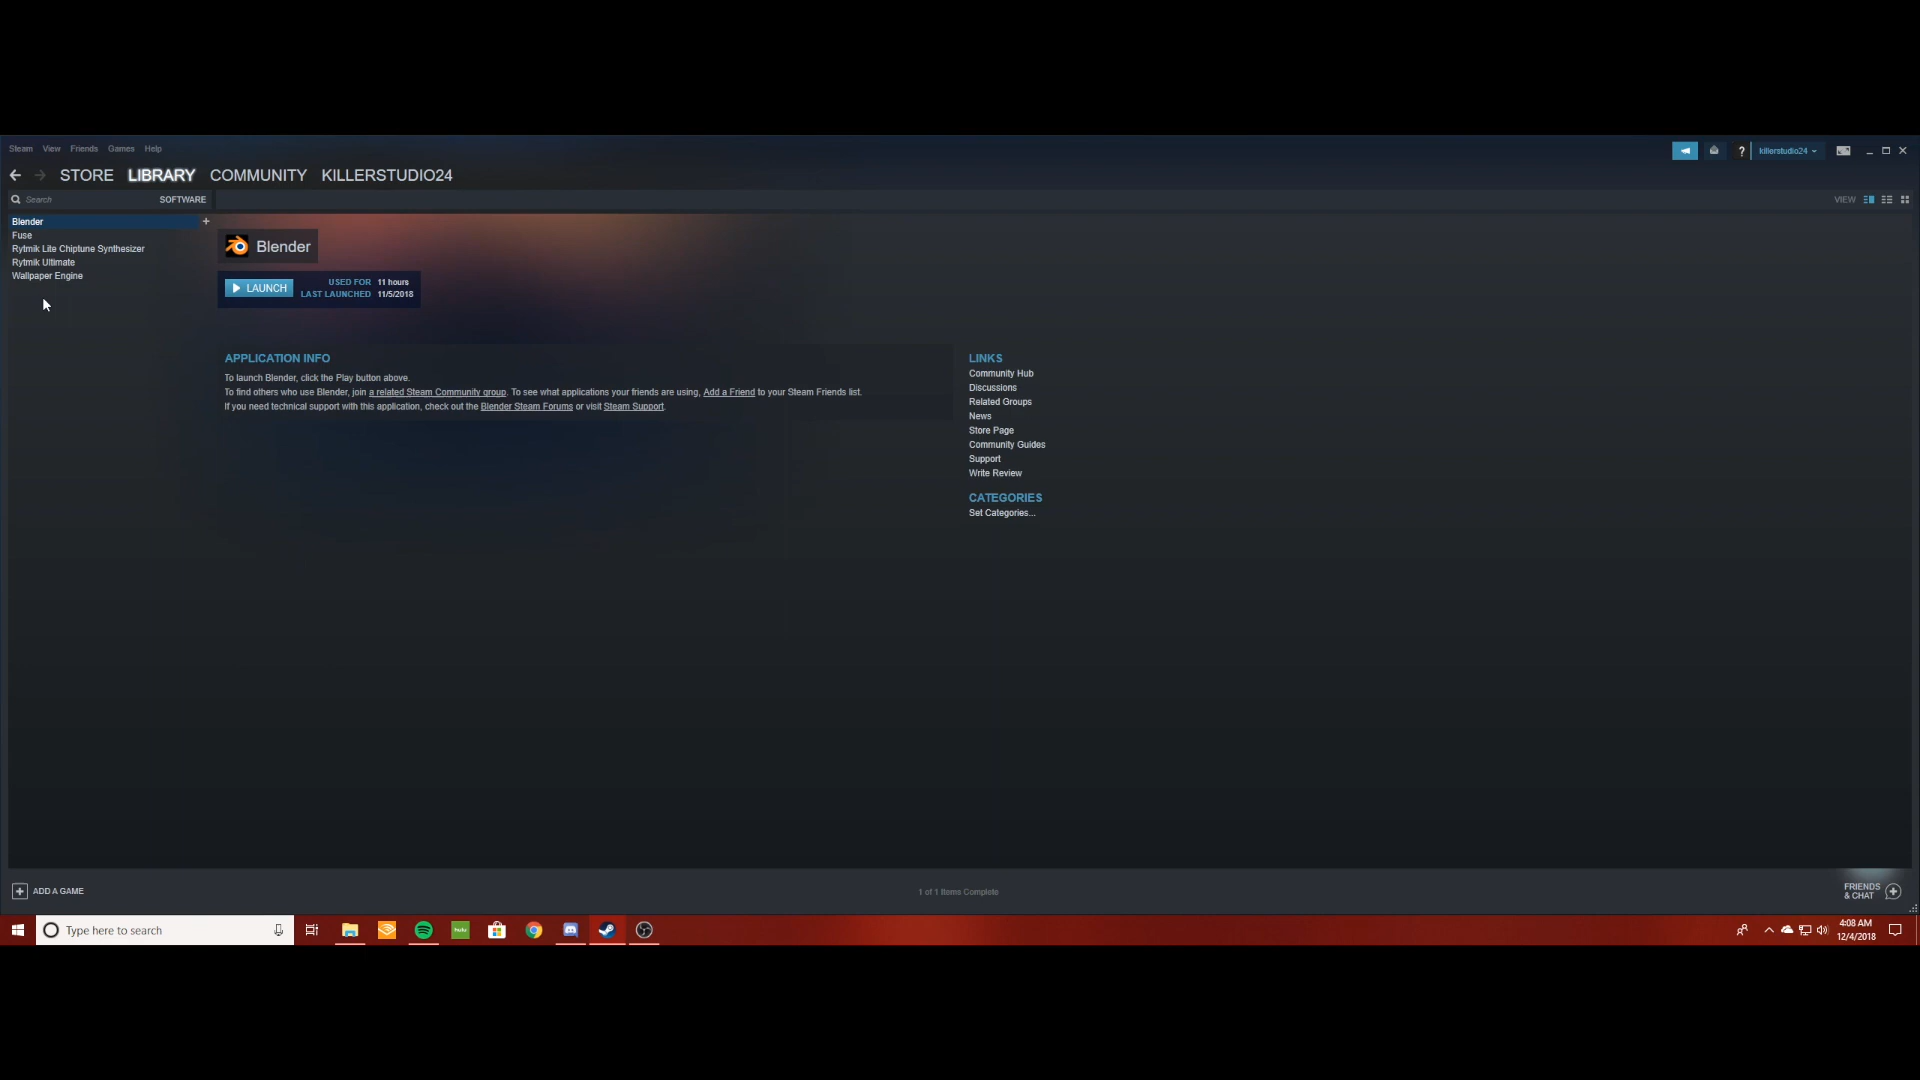 Steam View Friends Games Help
killerstudio24
STORE LIBRARY COMMUNITY KILLERSTUDIO24
Search SOFTWARE
VIEW
Blender
Fuse
Rytmik Lite Chiptune Synthesizer
Rytmik Ultimate
Wallpaper Engine
Blender
LAUNCH
USED FOR 11 hours
LAST LAUNCHED 11/5/2018
APPLICATION INFO
To launch Blender, click the Play button above.
To find others who use Blender, join a related Steam Community group. To see what applications your friends are using, Add a Friend to your Steam Friends list.
If you need technical support with this application, check out the Blender Steam Forums or visit Steam Support.
LINKS
Community Hub
Discussions
Related Groups
News
Store Page
Community Guides
Support
Write Review
CATEGORIES
Set Categories...
ADD A GAME
1 of 1 Items Complete
FRIENDS
& CHAT
Type here to search
hulu
4:08 AM
12/4/2018